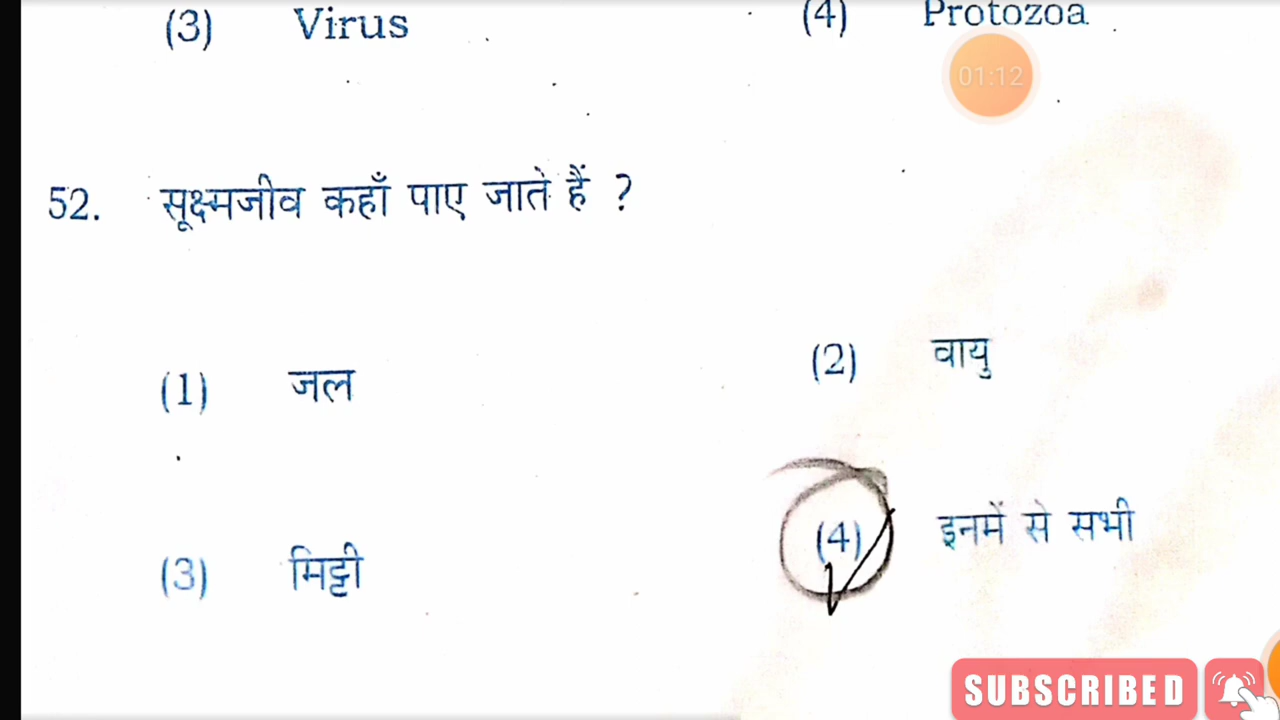 (3) Virus (4) Protozoa
01:12
52. सूक्ष्मजीव कहाँ पाए जाते हैं ?
(1) जल (2) वायु
(3) मिट्टी (4) इनमें से सभी
SUBSCRIBED